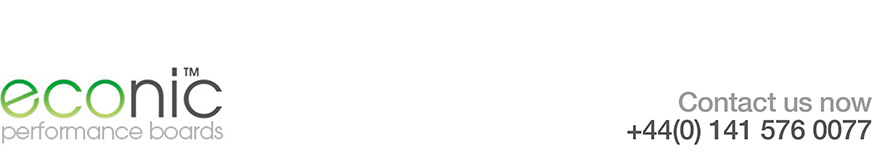 econic™
performance boards
Contact us now
+44(0) 141 576 0077